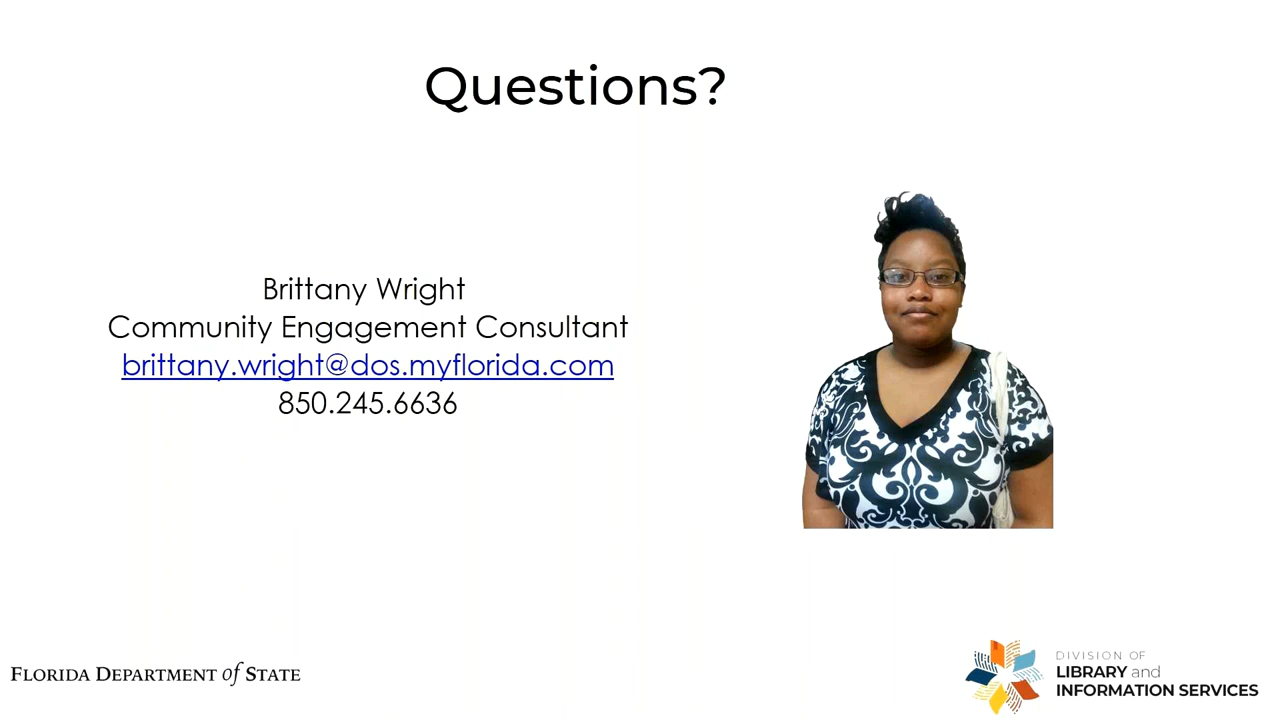 Questions?
Brittany Wright
Community Engagement Consultant
brittany.wright@dos.myflorida.com
850.245.6636
FLORIDA DEPARTMENT of STATE
DIVISION OF
LIBRARY and
INFORMATION SERVICES